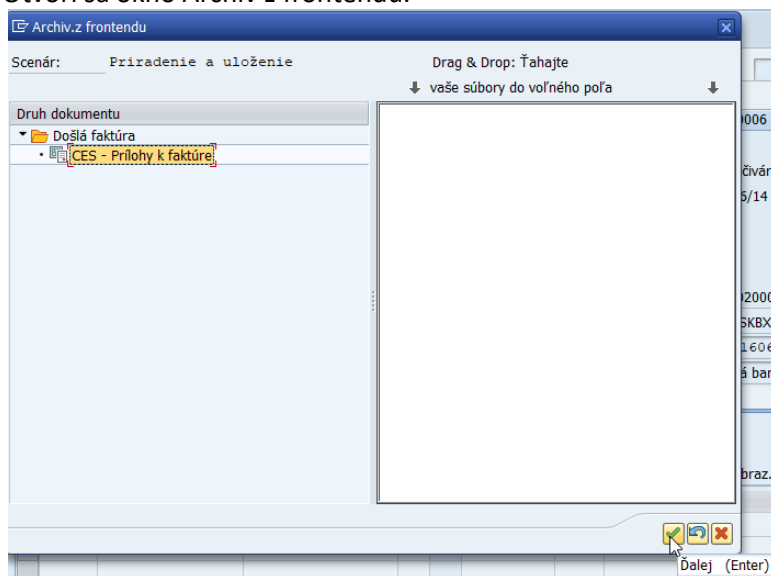 Otvorí sa okno Archív z frontendu.
Archiv.z frontendu
Scenár: Priradenie a uloženie
Drag & Drop: Ťahajte
vaše súbory do voľného poľa
Druh dokumentu
Došlá faktúra
CES - Prílohy k faktúre
Ďalej (Enter)